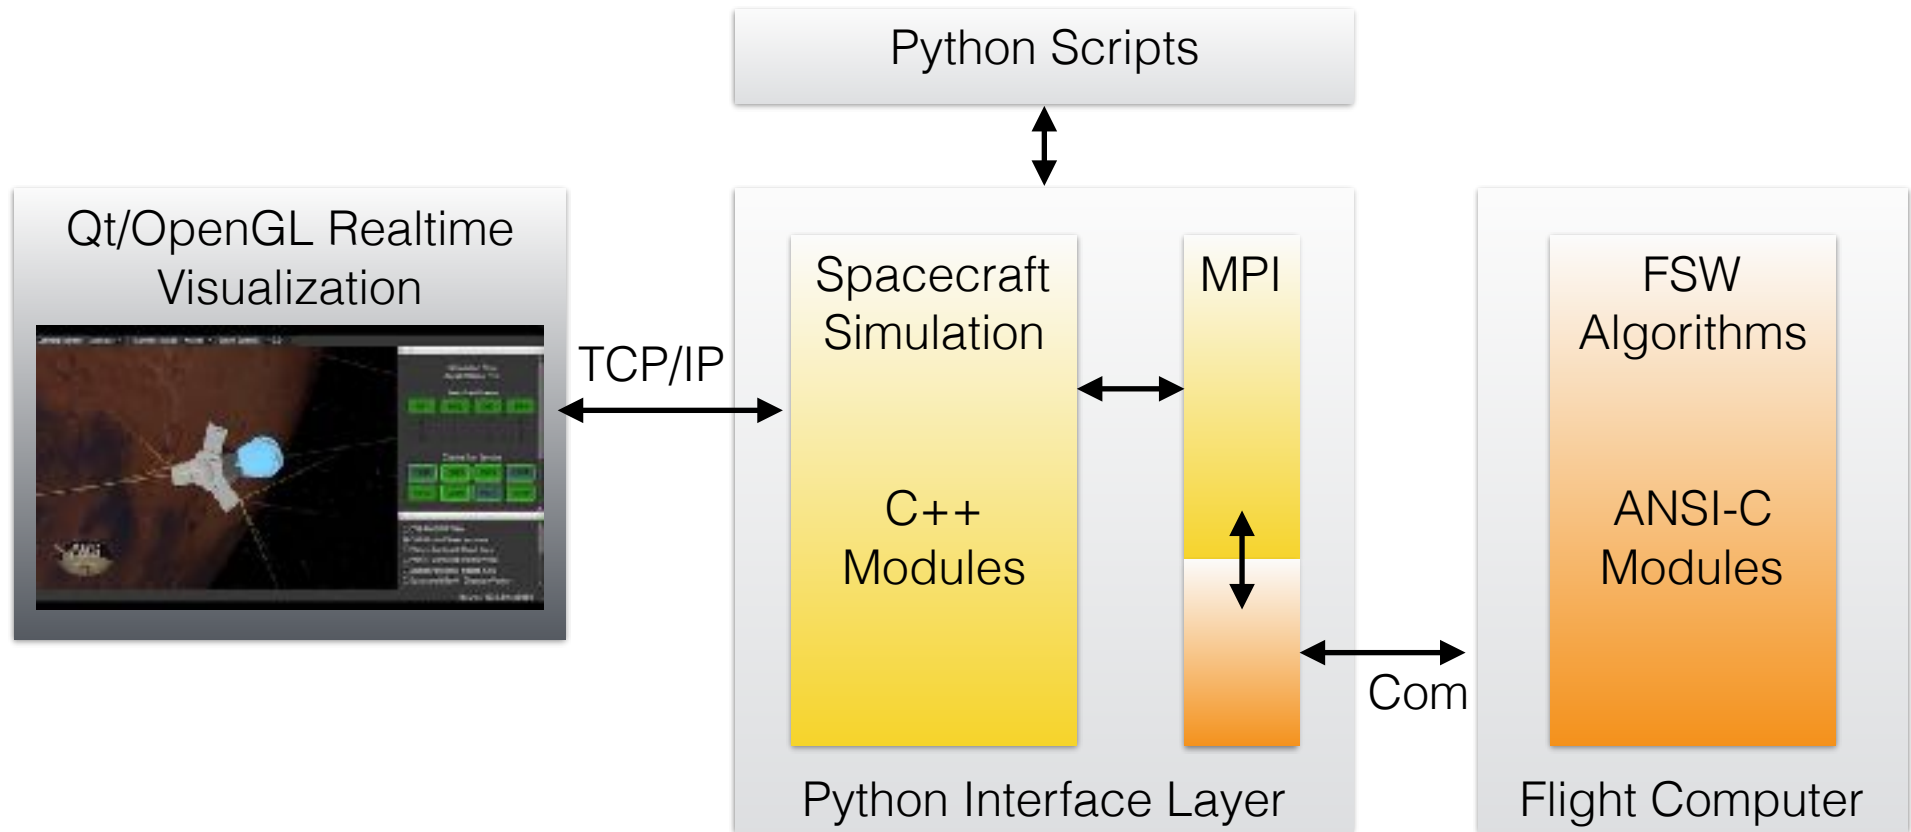 Python Scripts
Qt/OpenGL Realtime
Visualization
TCP/IP
Spacecraft
Simulation
C++
Modules
MPI
Com
FSW
Algorithms
ANSI-C
Modules
Python Interface Layer
Flight Computer